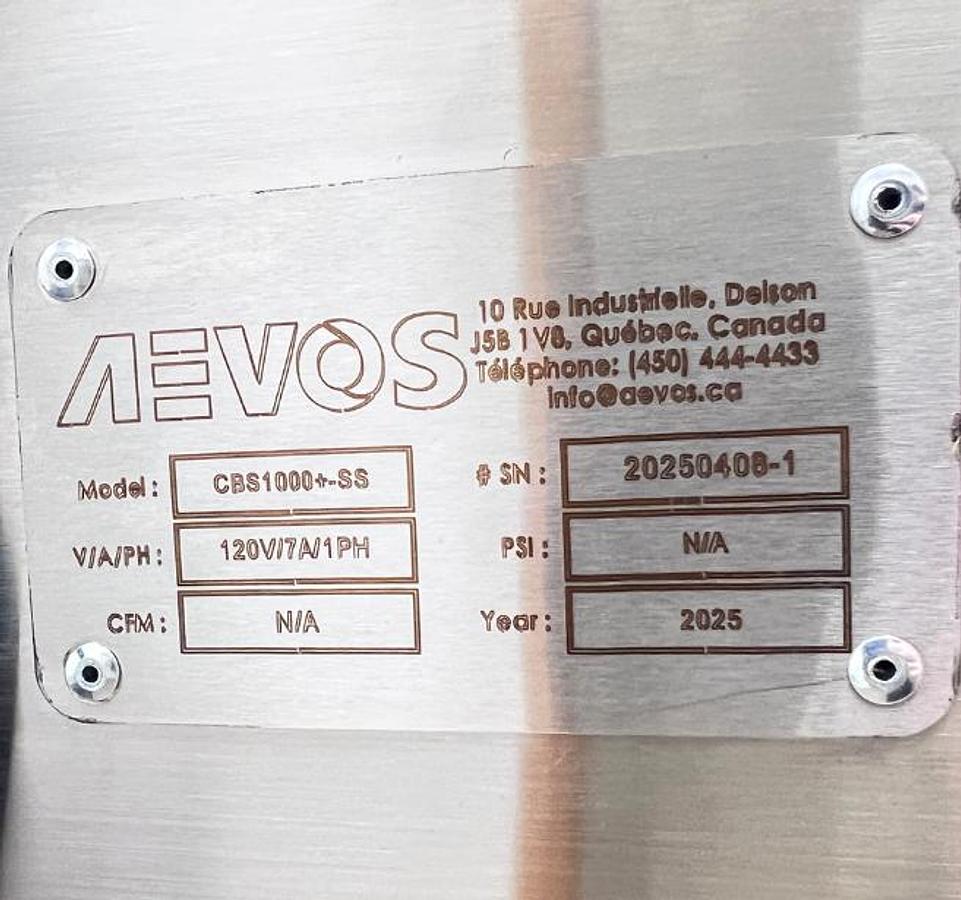 AEVOS
10 Rue Industrielle, Delson
J5B 1V8, Québec, Canada
Téléphone: (450) 444-4433
info@aevos.ca
Model: CBS1000+-SS
# SN: 20250408-1
V/A/PH: 120V/7A/1PH
PSI: N/A
CFM: N/A
Year: 2025